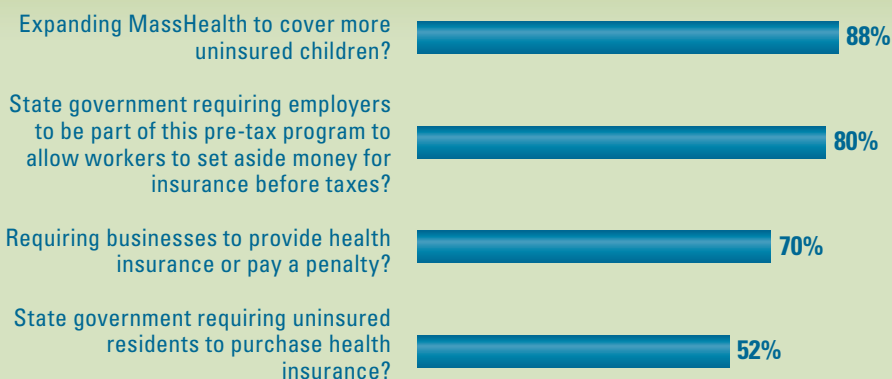 Expanding MassHealth to cover more
uninsured children?
88%
State government requiring employers
to be part of this pre-tax program to
allow workers to set aside money for
insurance before taxes?
80%
Requiring businesses to provide health
insurance or pay a penalty?
70%
State government requiring uninsured
residents to purchase health
insurance?
52%